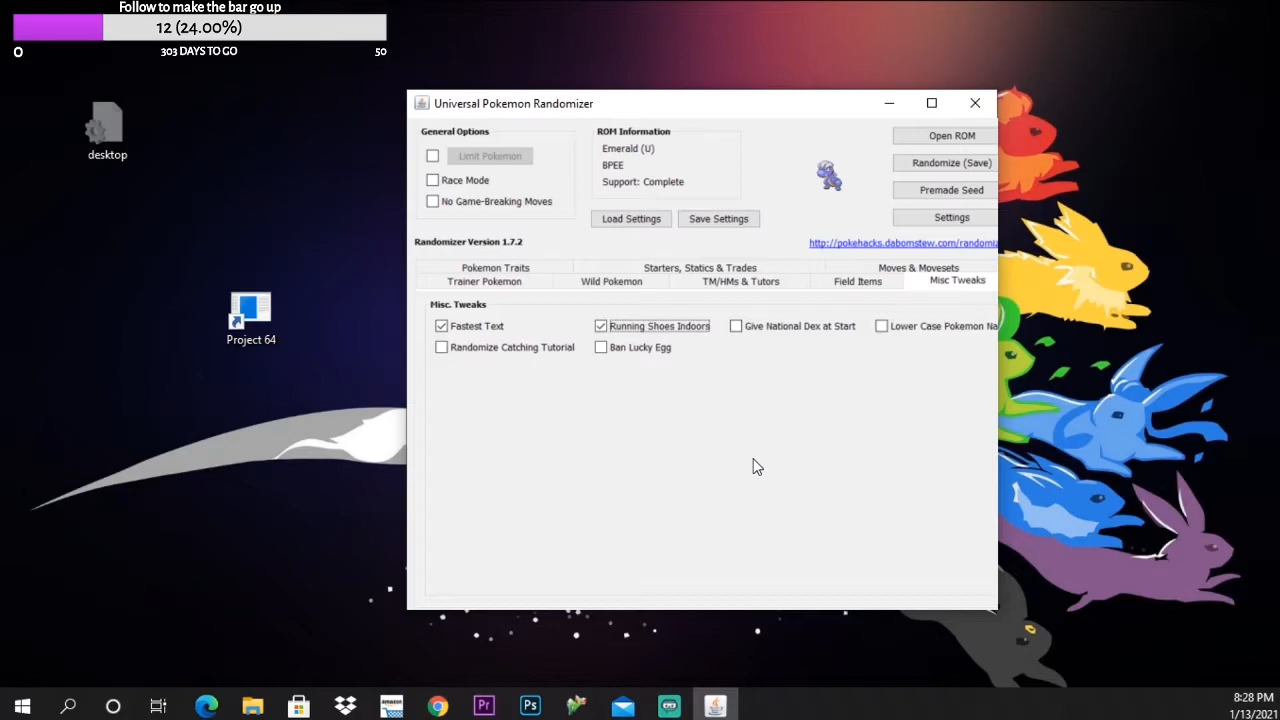 Follow to make the bar go up
12 (24.00%)
0 303 DAYS TO GO 50
desktop
Project 64
Universal Pokemon Randomizer
General Options
Limit Pokemon
Race Mode
No Game-Breaking Moves
ROM Information
Emerald (U)
BPEE
Support: Complete
Load Settings Save Settings
Open ROM
Randomize (Save)
Premade Seed
Settings
Randomizer Version 1.7.2
http://pokehacks.dabomstew.com/randomiz
Pokemon Traits Starters, Statics & Trades Moves & Movesets
Trainer Pokemon Wild Pokemon TM/HMs & Tutors Field Items Misc Tweaks
Misc. Tweaks
Fastest Text Running Shoes Indoors Give National Dex at Start Lower Case Pokemon Na
Randomize Catching Tutorial Ban Lucky Egg
amazon
Pr
Ps
8:28 PM
1/13/2021